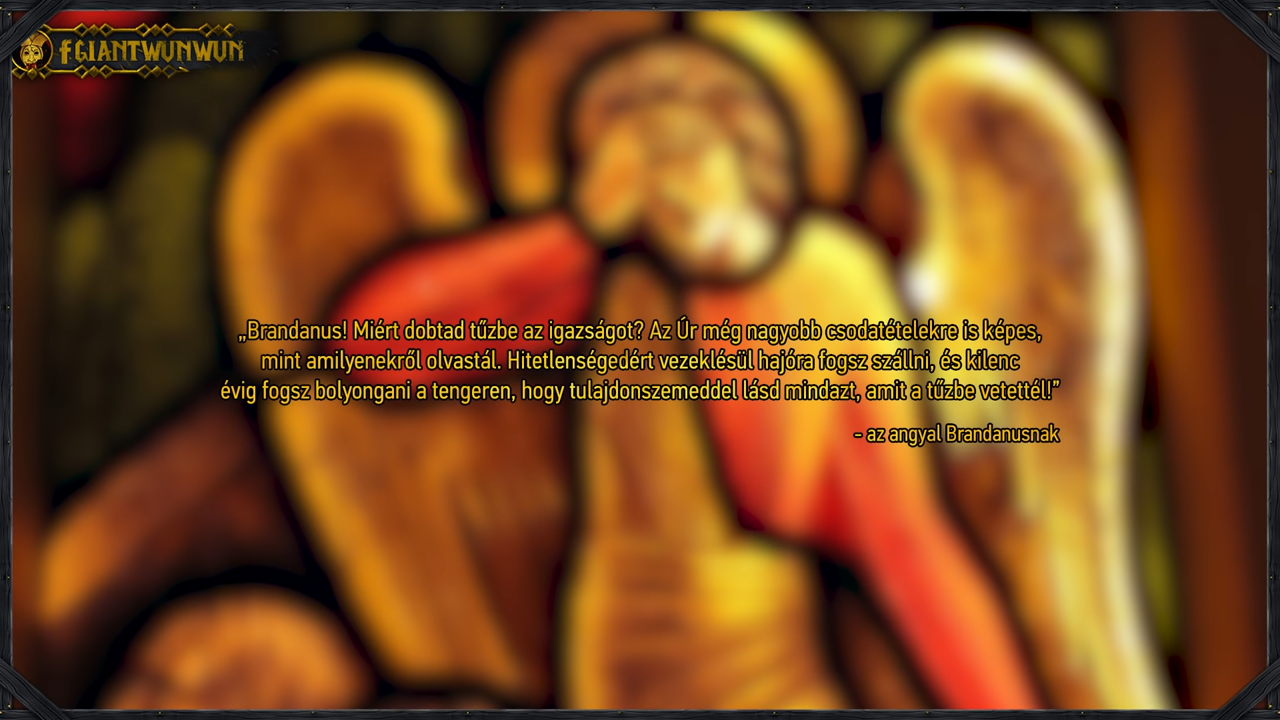 FGIANTWUNWUN
„Brandanus! Miért dobtad tűzbe az igazságot? Az Úr még nagyobb csodatételekre is képes,
mint amilyenekről olvastál. Hitetlenségedért vezeklésül hajóra fogsz szállni, és kilenc
évig fogsz bolyongani a tengeren, hogy tulajdonszemeddel lásd mindazt, amit a tűzbe vetettél!”
- az angyal Brandanusnak